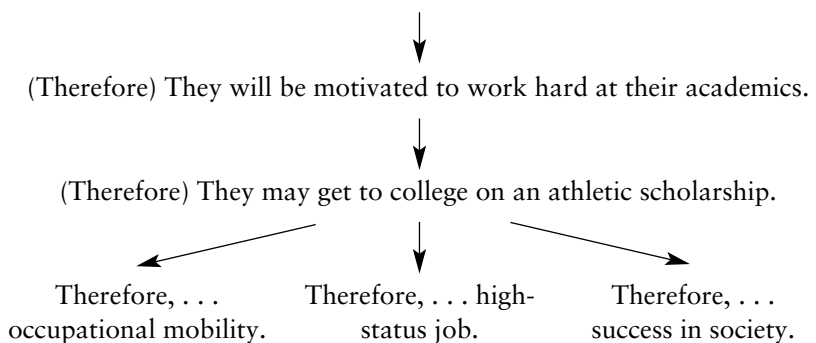 (Therefore) They will be motivated to work hard at their academics.
(Therefore) They may get to college on an athletic scholarship.
Therefore, . . .
occupational mobility.
Therefore, . . . high-
status job.
Therefore, . . .
success in society.